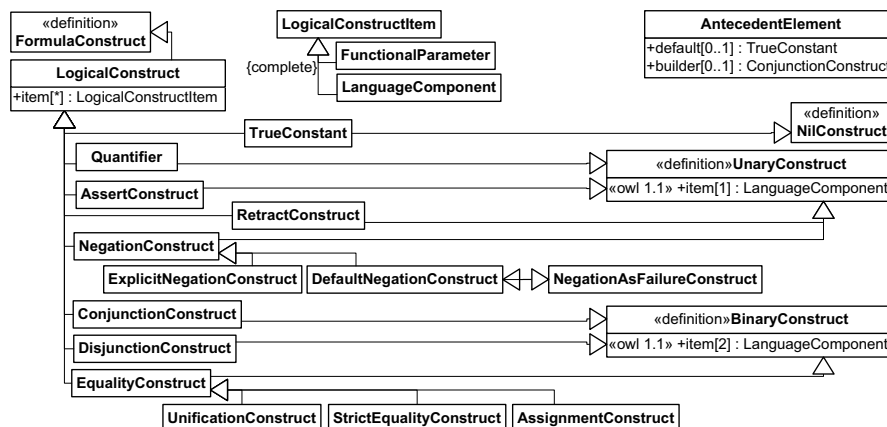 «definition»
FormulaConstruct
LogicalConstruct
+item[*] : LogicalConstructItem
LogicalConstructItem
{complete}
FunctionalParameter
LanguageComponent
AntecedentElement
+default[0..1] : TrueConstant
+builder[0..1] : ConjunctionConstruct
TrueConstant
«definition»
NilConstruct
Quantifier
«definition»UnaryConstruct
«owl 1.1» +item[1] : LanguageComponent
AssertConstruct
RetractConstruct
NegationConstruct
ExplicitNegationConstruct
DefaultNegationConstruct
NegationAsFailureConstruct
ConjunctionConstruct
«definition»BinaryConstruct
«owl 1.1» +item[2] : LanguageComponent
DisjunctionConstruct
EqualityConstruct
UnificationConstruct
StrictEqualityConstruct
AssignmentConstruct